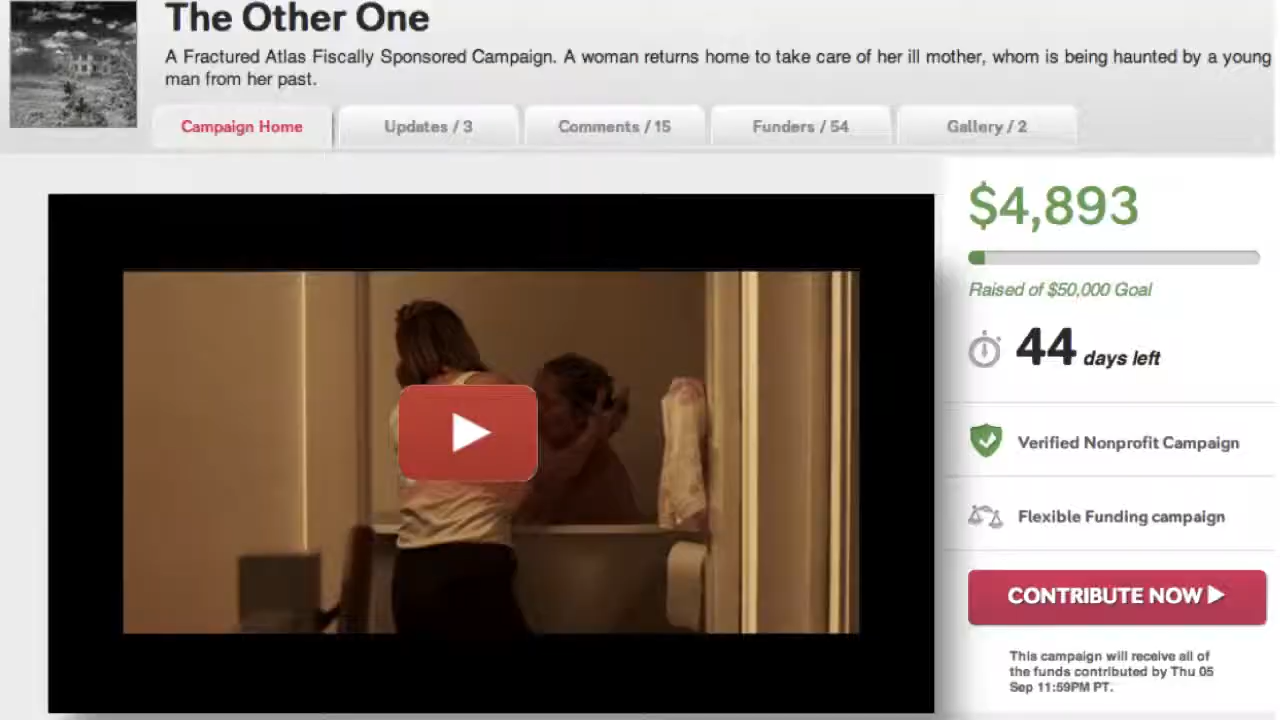 The Other One
A Fractured Atlas Fiscally Sponsored Campaign. A woman returns home to take care of her ill mother, whom is being haunted by a young
man from her past.
Campaign Home
Updates / 3
Comments / 15
Funders / 54
Gallery / 2
$4,893
Raised of $50,000 Goal
44 days left
Verified Nonprofit Campaign
Flexible Funding campaign
CONTRIBUTE NOW
This campaign will receive all of
the funds contributed by Thu 05
Sep 11:59PM PT.